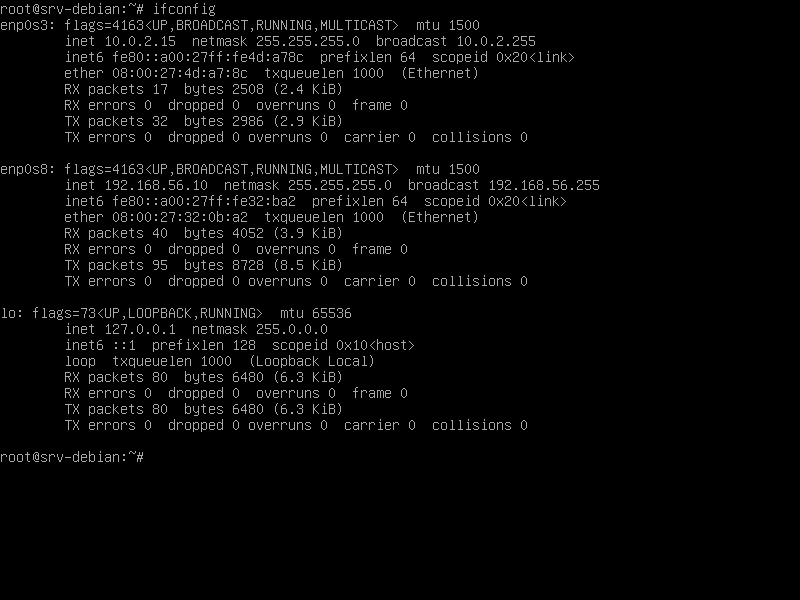 root@srv-debian:~# ifconfig
enp0s3: flags=4163<UP,BROADCAST,RUNNING,MULTICAST>  mtu 1500
        inet 10.0.2.15  netmask 255.255.255.0  broadcast 10.0.2.255
        inet6 fe80::a00:27ff:fe4d:a78c  prefixlen 64  scopeid 0x20<link>
        ether 08:00:27:4d:a7:8c  txqueuelen 1000  (Ethernet)
        RX packets 17  bytes 2508 (2.4 KiB)
        RX errors 0  dropped 0  overruns 0  frame 0
        TX packets 32  bytes 2986 (2.9 KiB)
        TX errors 0  dropped 0 overruns 0  carrier 0  collisions 0

enp0s8: flags=4163<UP,BROADCAST,RUNNING,MULTICAST>  mtu 1500
        inet 192.168.56.10  netmask 255.255.255.0  broadcast 192.168.56.255
        inet6 fe80::a00:27ff:fe32:ba2  prefixlen 64  scopeid 0x20<link>
        ether 08:00:27:32:0b:a2  txqueuelen 1000  (Ethernet)
        RX packets 40  bytes 4052 (3.9 KiB)
        RX errors 0  dropped 0  overruns 0  frame 0
        TX packets 95  bytes 8728 (8.5 KiB)
        TX errors 0  dropped 0 overruns 0  carrier 0  collisions 0

lo: flags=73<UP,LOOPBACK,RUNNING>  mtu 65536
        inet 127.0.0.1  netmask 255.0.0.0
        inet6 ::1  prefixlen 128  scopeid 0x10<host>
        loop  txqueuelen 1000  (Loopback Local)
        RX packets 80  bytes 6480 (6.3 KiB)
        RX errors 0  dropped 0  overruns 0  frame 0
        TX packets 80  bytes 6480 (6.3 KiB)
        TX errors 0  dropped 0 overruns 0  carrier 0  collisions 0

root@srv-debian:~#